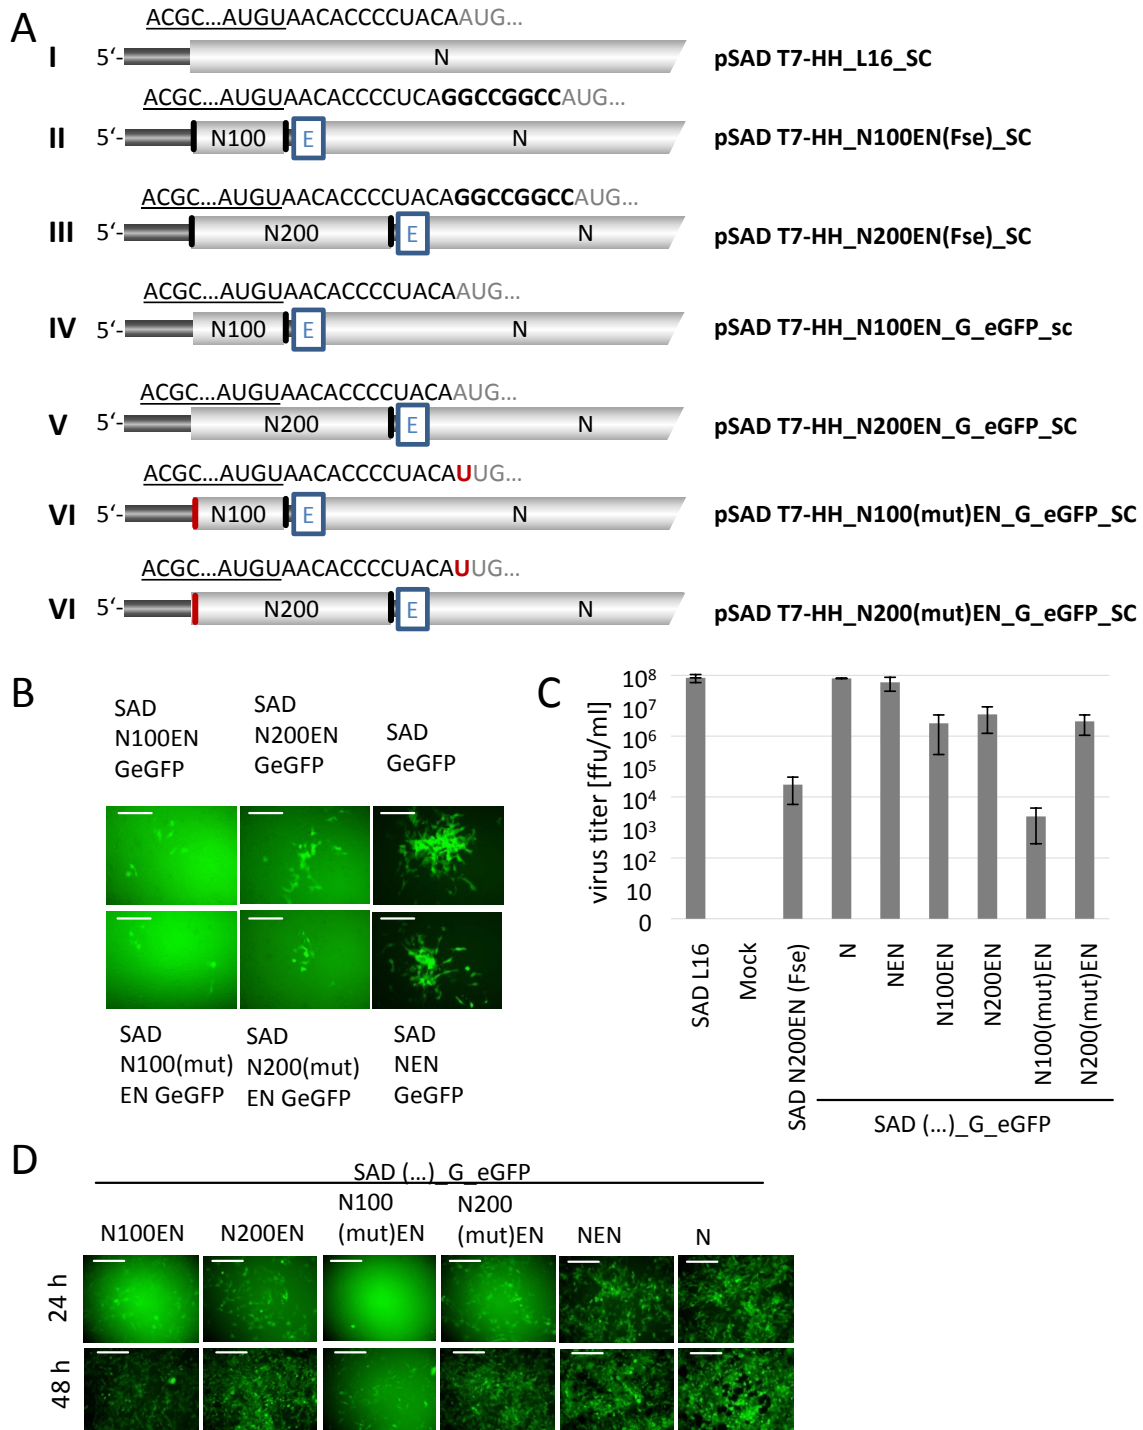 A
ACGC...AUGUAACACCCCUACAAUG...
I 5‘- N pSAD T7-HH_L16_SC
ACGC...AUGUAACACCCCUCAGGCCGGCCAUG...
II 5‘- N100 E N pSAD T7-HH_N100EN(Fse)_SC
ACGC...AUGUAACACCCCUACAGGCCGGCCAUG...
III 5‘- N200 E N pSAD T7-HH_N200EN(Fse)_SC
ACGC...AUGUAACACCCCUACAAUG...
IV 5‘- N100 E N pSAD T7-HH_N100EN_G_eGFP_sc
ACGC...AUGUAACACCCCUACAAUG...
V 5‘- N200 E N pSAD T7-HH_N200EN_G_eGFP_SC
ACGC...AUGUAACACCCCUACAUUG...
VI 5‘- N100 E N pSAD T7-HH_N100(mut)EN_G_eGFP_SC
ACGC...AUGUAACACCCCUACAUUG...
VI 5‘- N200 E N pSAD T7-HH_N200(mut)EN_G_eGFP_SC
B
SAD
N100EN
GeGFP
SAD
N200EN
GeGFP
SAD
GeGFP
SAD
N100(mut)
EN GeGFP
SAD
N200(mut)
EN GeGFP
SAD
NEN
GeGFP
C
virus titer [ffu/ml]
10⁸
10⁷
10⁶
10⁵
10⁴
10³
10²
10
0
SAD L16
Mock
SAD N200EN (Fse)
N
NEN
N100EN
N200EN
N100(mut)EN
N200(mut)EN
SAD (...)_G_eGFP
D
SAD (...)_G_eGFP
N100EN
N200EN
N100
(mut)EN
N200
(mut)EN
NEN
N
24 h
48 h